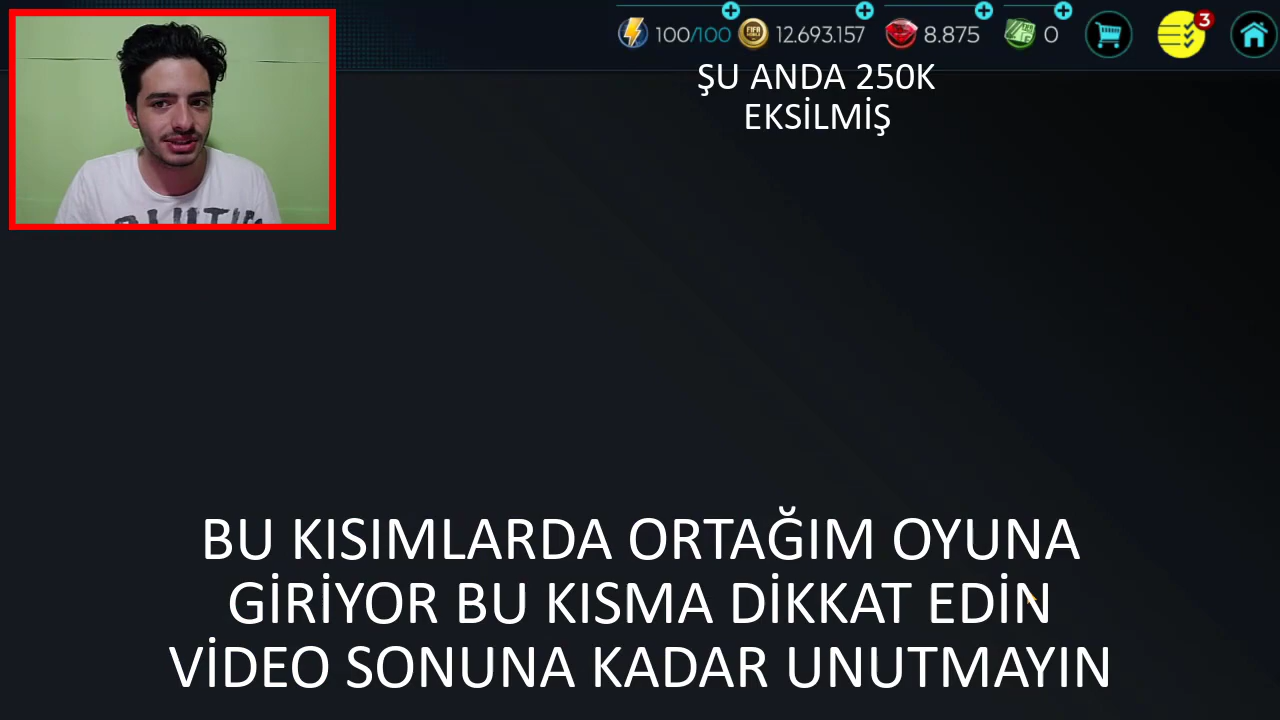 100/100 12.693.157 8.875 0 3
ŞU ANDA 250K
EKSİLMİŞ
BU KISIMLARDA ORTAĞIM OYUNA
GİRİYOR BU KISMA DİKKAT EDİN
VİDEO SONUNA KADAR UNUTMAYIN